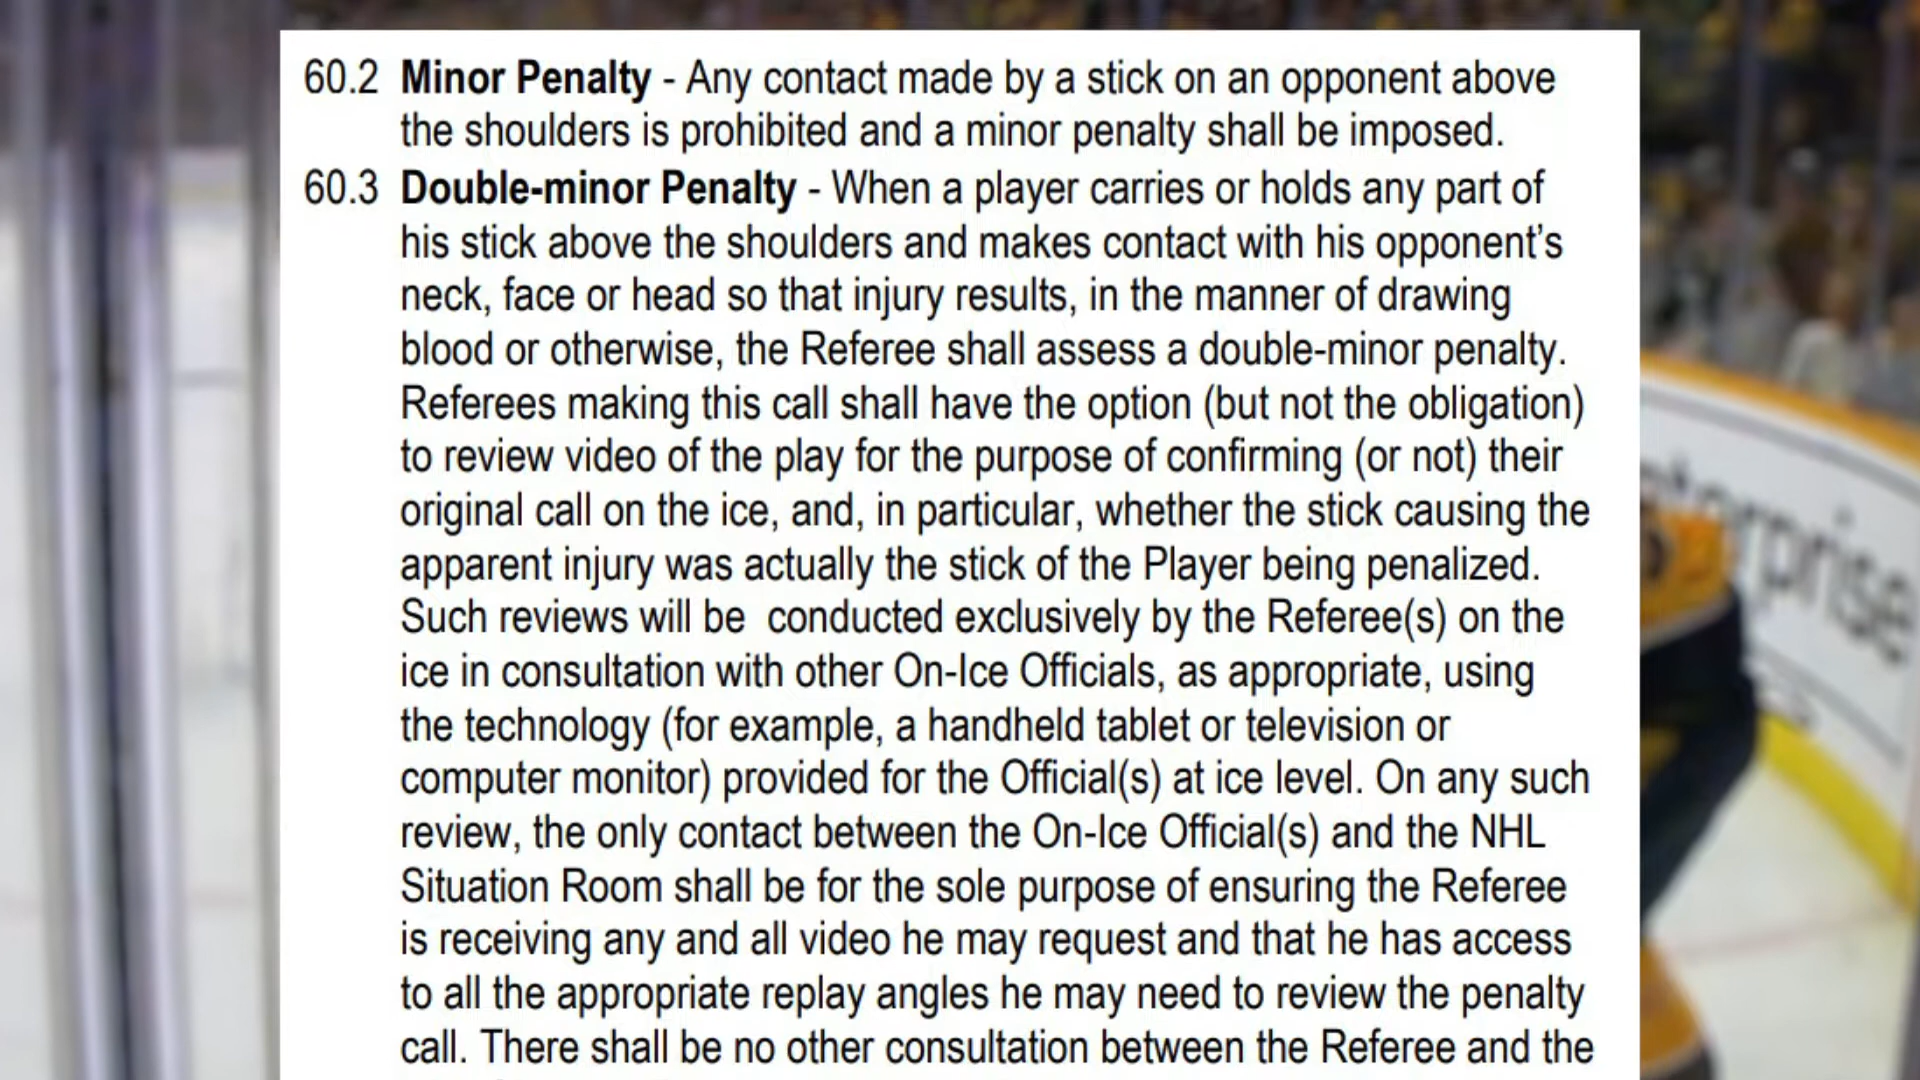 60.2 Minor Penalty - Any contact made by a stick on an opponent above
the shoulders is prohibited and a minor penalty shall be imposed.
60.3 Double-minor Penalty - When a player carries or holds any part of
his stick above the shoulders and makes contact with his opponent’s
neck, face or head so that injury results, in the manner of drawing
blood or otherwise, the Referee shall assess a double-minor penalty.
Referees making this call shall have the option (but not the obligation)
to review video of the play for the purpose of confirming (or not) their
original call on the ice, and, in particular, whether the stick causing the
apparent injury was actually the stick of the Player being penalized.
Such reviews will be  conducted exclusively by the Referee(s) on the
ice in consultation with other On-Ice Officials, as appropriate, using
the technology (for example, a handheld tablet or television or
computer monitor) provided for the Official(s) at ice level. On any such
review, the only contact between the On-Ice Official(s) and the NHL
Situation Room shall be for the sole purpose of ensuring the Referee
is receiving any and all video he may request and that he has access
to all the appropriate replay angles he may need to review the penalty
call. There shall be no other consultation between the Referee and the